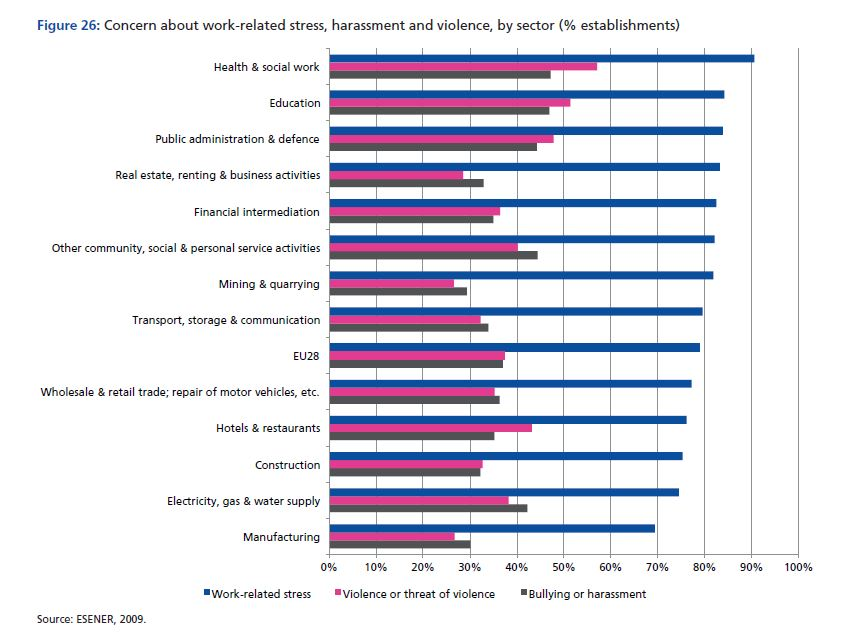 Figure 26: Concern about work-related stress, harassment and violence, by sector (% establishments)
Health & social work
Education
Public administration & defence
Real estate, renting & business activities
Financial intermediation
Other community, social & personal service activities
Mining & quarrying
Transport, storage & communication
EU28
Wholesale & retail trade; repair of motor vehicles, etc.
Hotels & restaurants
Construction
Electricity, gas & water supply
Manufacturing
0% 10% 20% 30% 40% 50% 60% 70% 80% 90% 100%
Work-related stress Violence or threat of violence Bullying or harassment
Source: ESENER, 2009.